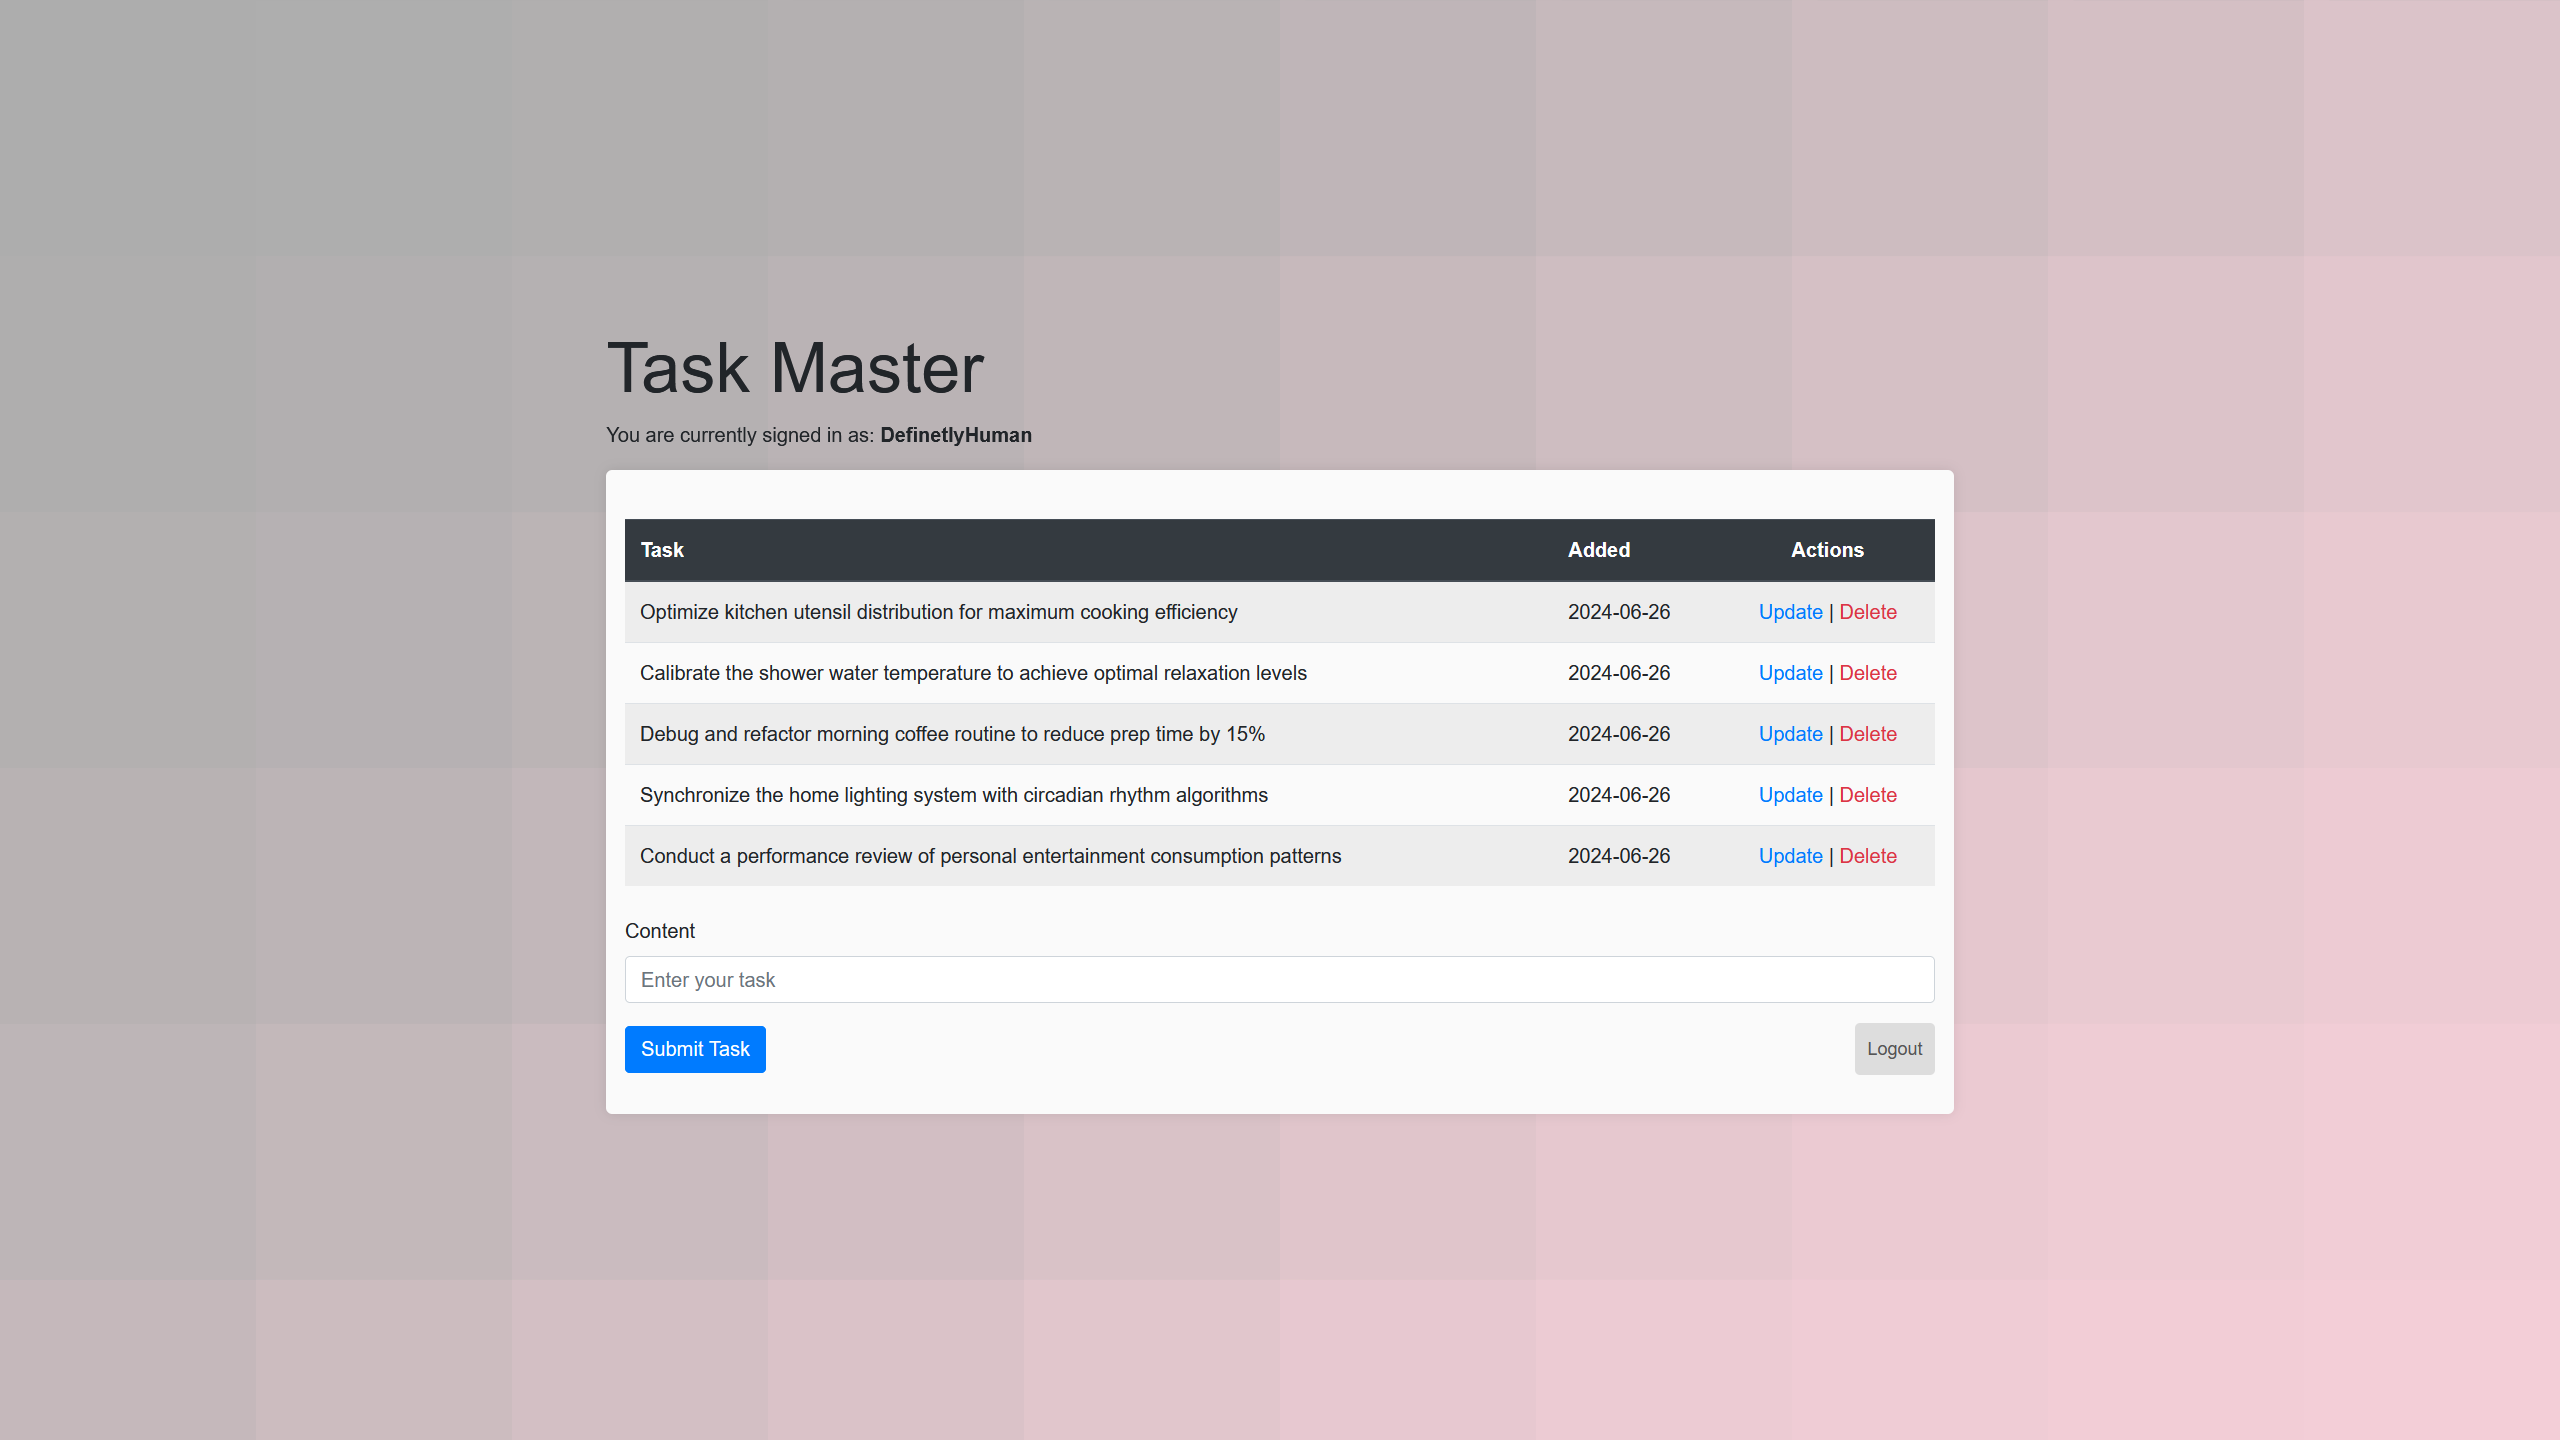 Task Master
You are currently signed in as: DefinetlyHuman
Task Added Actions
Optimize kitchen utensil distribution for maximum cooking efficiency 2024-06-26 Update | Delete
Calibrate the shower water temperature to achieve optimal relaxation levels 2024-06-26 Update | Delete
Debug and refactor morning coffee routine to reduce prep time by 15% 2024-06-26 Update | Delete
Synchronize the home lighting system with circadian rhythm algorithms 2024-06-26 Update | Delete
Conduct a performance review of personal entertainment consumption patterns 2024-06-26 Update | Delete
Content
Enter your task
Submit Task Logout